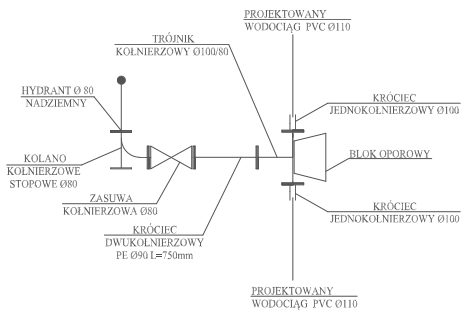 PROJEKTOWANY
WODOCIĄG PVC Ø110
TRÓJNIK
KOŁNIERZOWY Ø100/80
HYDRANT Ø 80
NADZIEMNY
KRÓCIEC
JEDNOKOŁNIERZOWY Ø100
KOLANO
KOŁNIERZOWE
STOPOWE Ø80
BLOK OPOROWY
ZASUWA
KOŁNIERZOWA Ø80
KRÓCIEC
JEDNOKOŁNIERZOWY Ø100
KRÓCIEC
DWUKOŁNIERZOWY
PE Ø90 L=750mm
PROJEKTOWANY
WODOCIĄG PVC Ø110